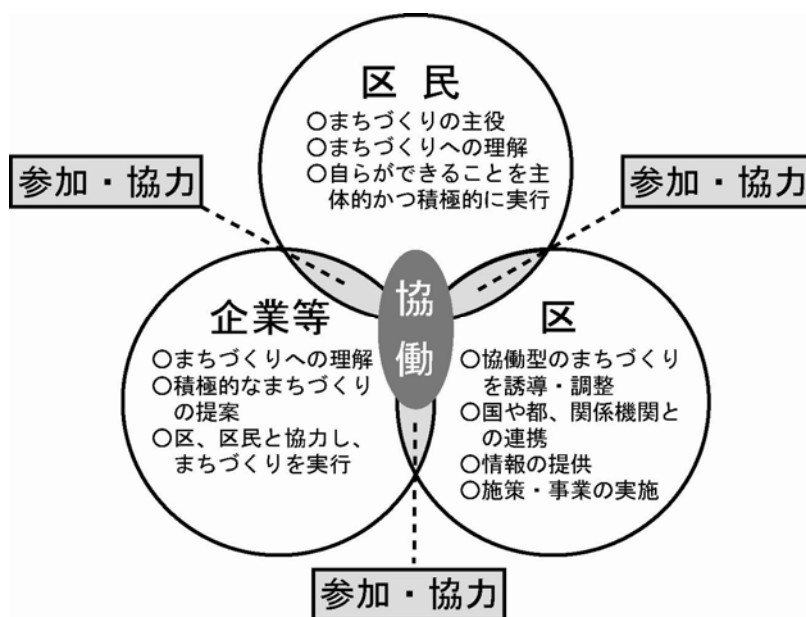 区 民
○まちづくりの主役
○まちづくりへの理解
○自らができることを主
体的かつ積極的に実行
参加・協力
参加・協力
協
働
企業等
○まちづくりへの理解
○積極的なまちづくり
の提案
○区、区民と協力し、
まちづくりを実行
区
○協働型のまちづくり
を誘導・調整
○国や都、関係機関と
の連携
○情報の提供
○施策・事業の実施
参加・協力